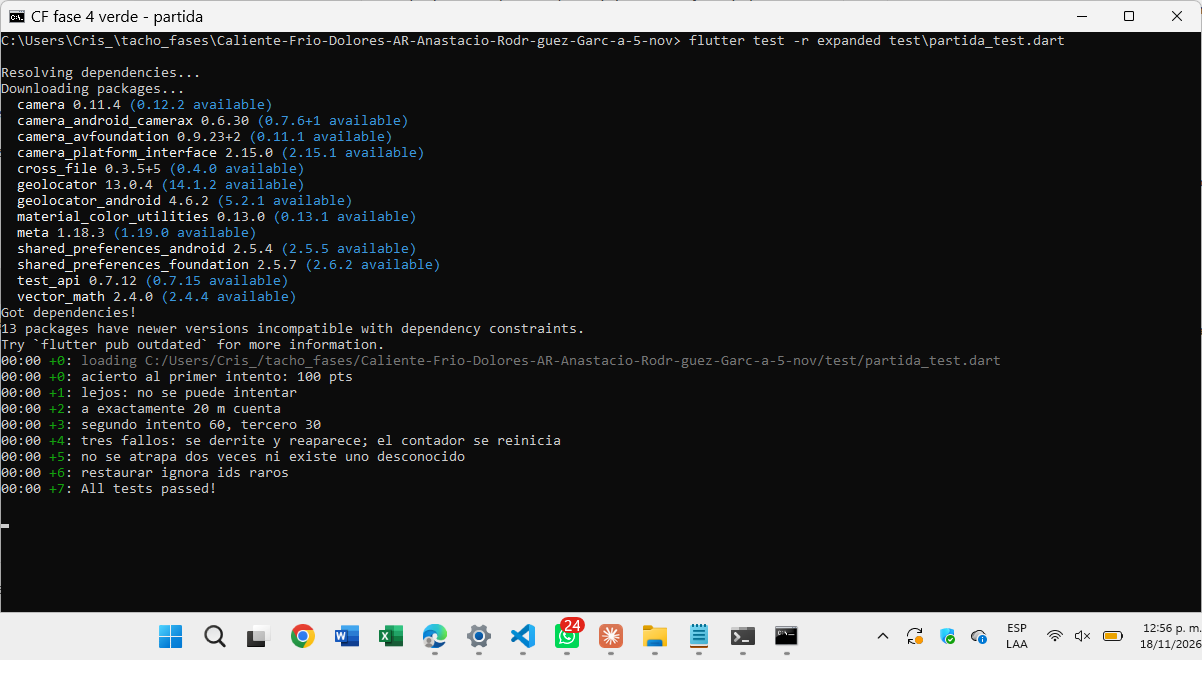 CF fase 4 verde - partida
C:\Users\Cris_\tacho_fases\Caliente-Frio-Dolores-AR-Anastacio-Rodr-guez-Garc-a-5-nov> flutter test -r expanded test\partida_test.dart
Resolving dependencies...
Downloading packages...
camera 0.11.4 (0.12.2 available)
camera_android_camerax 0.6.30 (0.7.6+1 available)
camera_avfoundation 0.9.23+2 (0.11.1 available)
camera_platform_interface 2.15.0 (2.15.1 available)
cross_file 0.3.5+5 (0.4.0 available)
geolocator 13.0.4 (14.1.2 available)
geolocator_android 4.6.2 (5.2.1 available)
material_color_utilities 0.13.0 (0.13.1 available)
meta 1.18.3 (1.19.0 available)
shared_preferences_android 2.5.4 (2.5.5 available)
shared_preferences_foundation 2.5.7 (2.6.2 available)
test_api 0.7.12 (0.7.15 available)
vector_math 2.4.0 (2.4.4 available)
Got dependencies!
13 packages have newer versions incompatible with dependency constraints.
Try `flutter pub outdated` for more information.
00:00 +0: loading C:/Users/Cris_/tacho_fases/Caliente-Frio-Dolores-AR-Anastacio-Rodr-guez-Garc-a-5-nov/test/partida_test.dart
00:00 +0: acierto al primer intento: 100 pts
00:00 +1: lejos: no se puede intentar
00:00 +2: a exactamente 20 m cuenta
00:00 +3: segundo intento 60, tercero 30
00:00 +4: tres fallos: se derrite y reaparece; el contador se reinicia
00:00 +5: no se atrapa dos veces ni existe uno desconocido
00:00 +6: restaurar ignora ids raros
00:00 +7: All tests passed!
24
ESP
LAA
12:56 p. m.
18/11/2026